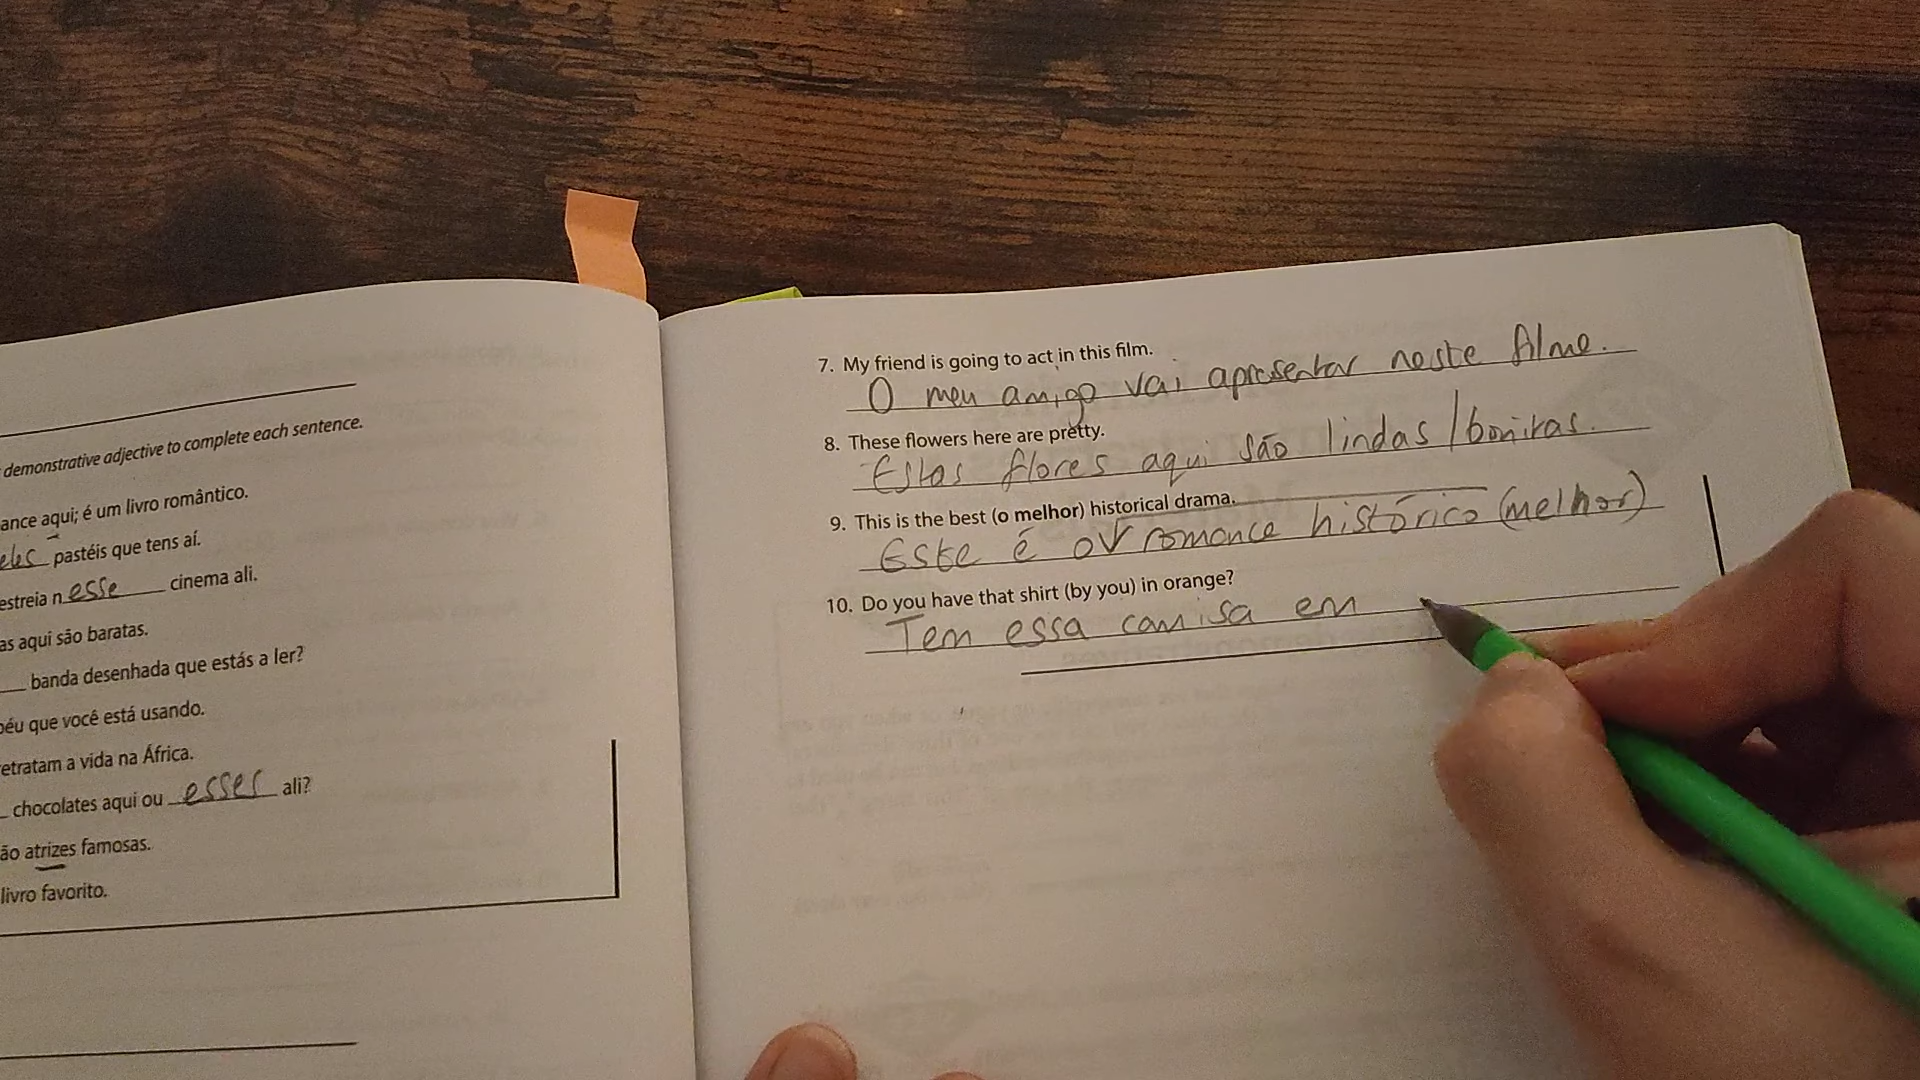 demonstrative adjective to complete each sentence.
ance aqui; é um livro romântico.
eles pastéis que tens aí.
estreia n esse cinema ali.
as aqui são baratas.
banda desenhada que estás a ler?
péu que você está usando.
etratam a vida na África.
chocolates aqui ou esses ali?
ão atrizes famosas.
livro favorito.
7. My friend is going to act in this film.
O meu amigo vai apresentar neste filme.
8. These flowers here are pretty.
Estas flores aqui são lindas/bonitas.
9. This is the best (o melhor) historical drama.
Este é o romance histórico (melhor)
10. Do you have that shirt (by you) in orange?
Tem essa camisa em